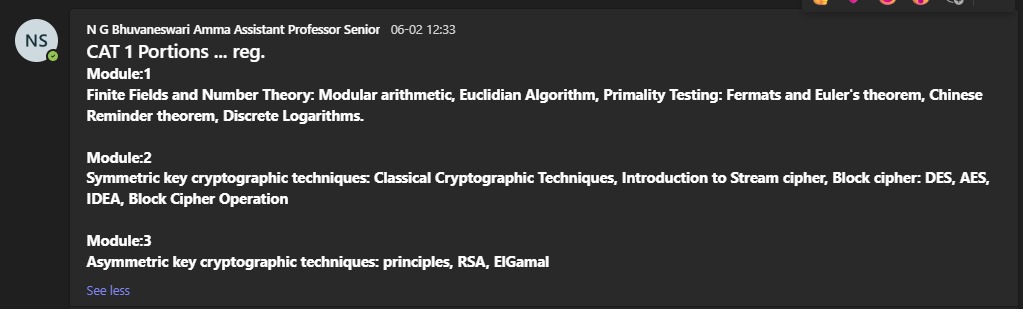 NS
N G Bhuvaneswari Amma Assistant Professor Senior 06-02 12:33
CAT 1 Portions ... reg.
Module:1
Finite Fields and Number Theory: Modular arithmetic, Euclidian Algorithm, Primality Testing: Fermats and Euler's theorem, Chinese
Reminder theorem, Discrete Logarithms.
Module:2
Symmetric key cryptographic techniques: Classical Cryptographic Techniques, Introduction to Stream cipher, Block cipher: DES, AES,
IDEA, Block Cipher Operation
Module:3
Asymmetric key cryptographic techniques: principles, RSA, ElGamal
See less